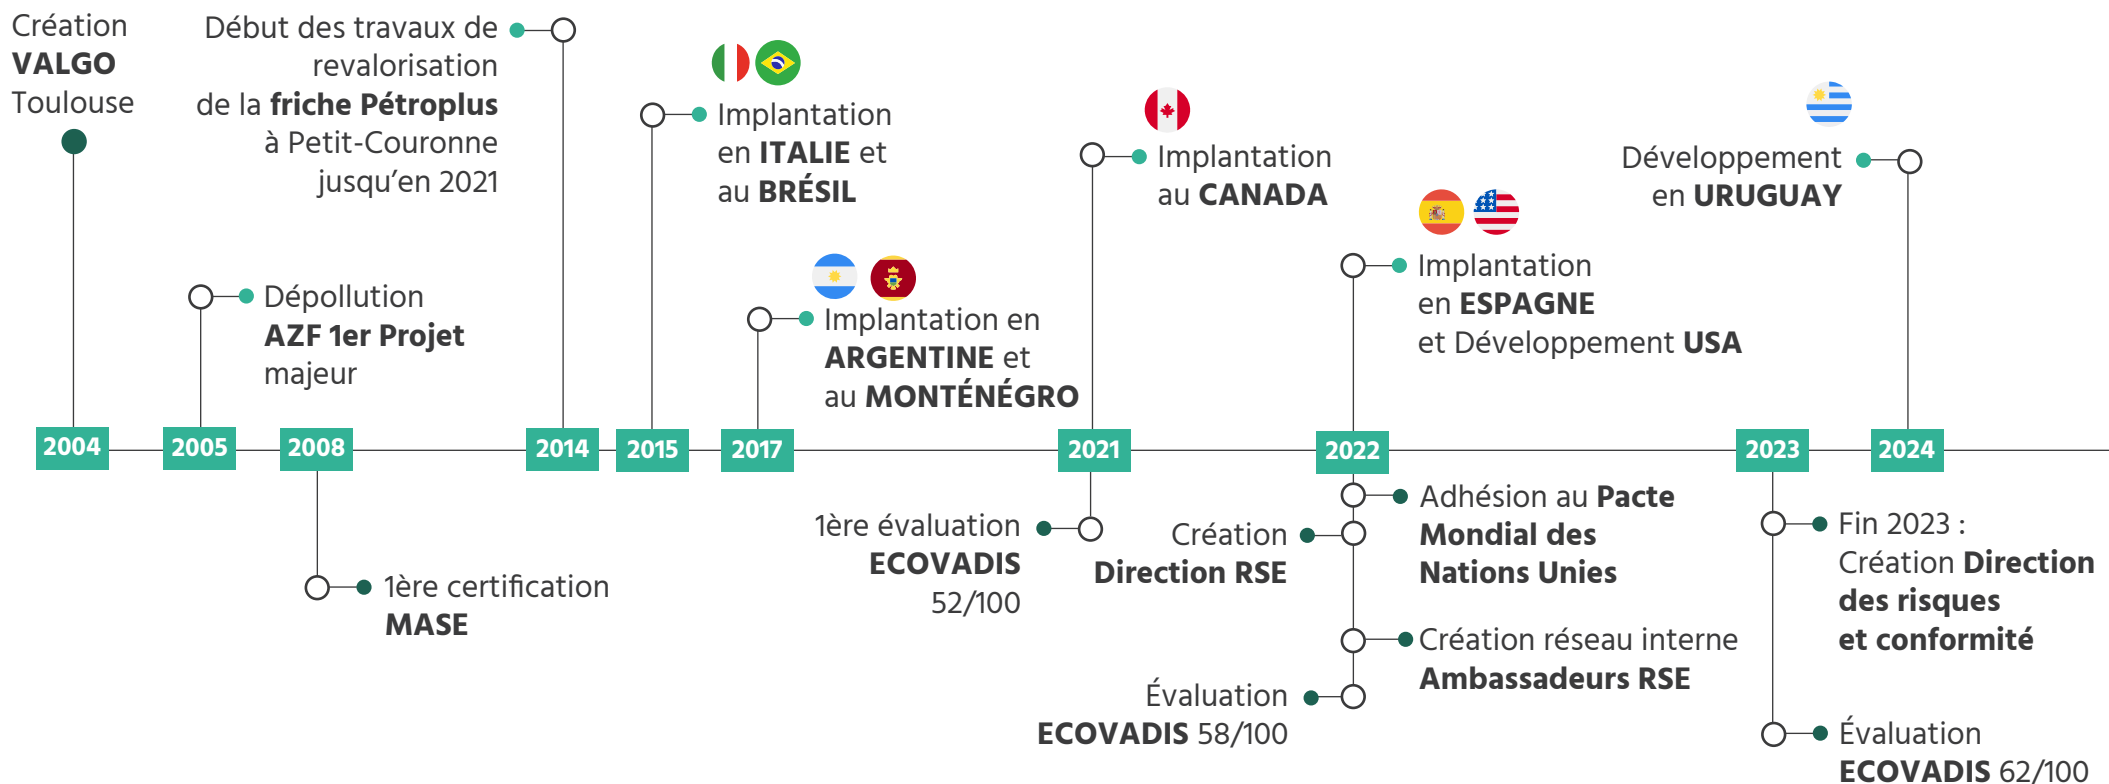 Création
VALGO
Toulouse
Début des travaux de
revalorisation
de la friche Pétroplus
à Petit-Couronne
jusqu’en 2021
Implantation
en ITALIE et
au BRÉSIL
Implantation
au CANADA
Développement
en URUGUAY
Dépollution
AZF 1er Projet
majeur
Implantation en
ARGENTINE et
au MONTÉNÉGRO
Implantation
en ESPAGNE
et Développement USA
2004
2005
2008
2014
2015
2017
2021
2022
2023
2024
1ère certification
MASE
1ère évaluation
ECOVADIS
52/100
Création
Direction RSE
Adhésion au Pacte
Mondial des
Nations Unies
Création réseau interne
Ambassadeurs RSE
Évaluation
ECOVADIS 58/100
Fin 2023 :
Création Direction
des risques
et conformité
Évaluation
ECOVADIS 62/100